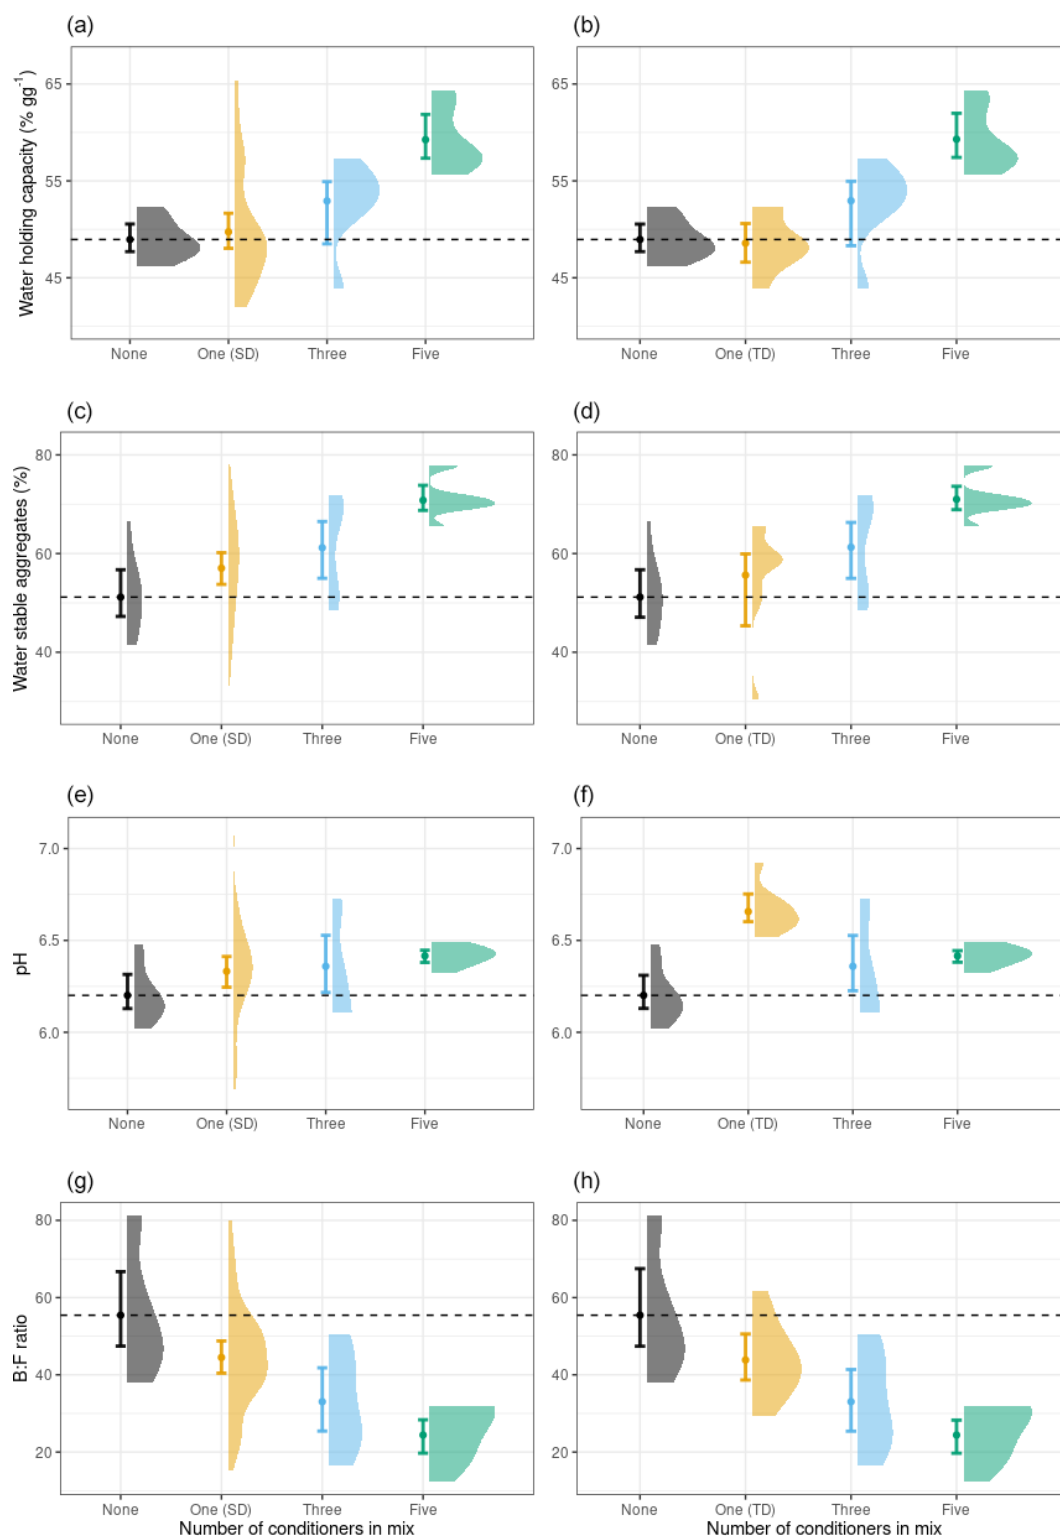 (a)
(b)
Water holding capacity (% gg⁻¹)
65
55
45
None One (SD) Three Five
65
55
45
None One (TD) Three Five
(c)
(d)
Water stable aggregates (%)
80
60
40
None One (SD) Three Five
80
60
40
None One (TD) Three Five
(e)
(f)
pH
7.0
6.5
6.0
None One (SD) Three Five
7.0
6.5
6.0
None One (TD) Three Five
(g)
(h)
B:F ratio
80
60
40
20
None One (SD) Three Five
Number of conditioners in mix
80
60
40
20
None One (TD) Three Five
Number of conditioners in mix